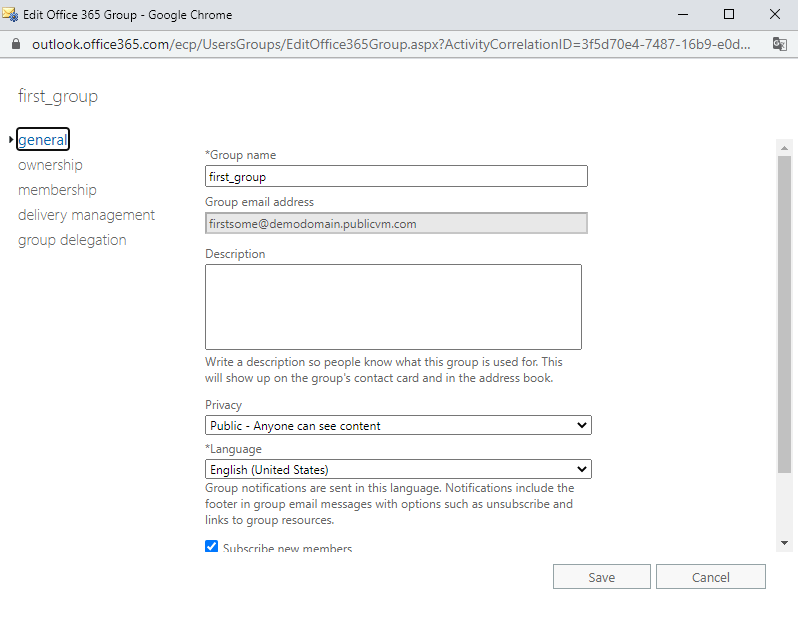 Edit Office 365 Group - Google Chrome
outlook.office365.com/ecp/UsersGroups/EditOffice365Group.aspx?ActivityCorrelationID=3f5d70e4-7487-16b9-e0d...
first_group
general
ownership
membership
delivery management
group delegation
*Group name
first_group
Group email address
firstsome@demodomain.publicvm.com
Description
Write a description so people know what this group is used for. This
will show up on the group's contact card and in the address book.
Privacy
Public - Anyone can see content
*Language
English (United States)
Group notifications are sent in this language. Notifications include the
footer in group email messages with options such as unsubscribe and
links to group resources.
Subscribe new members
Save
Cancel